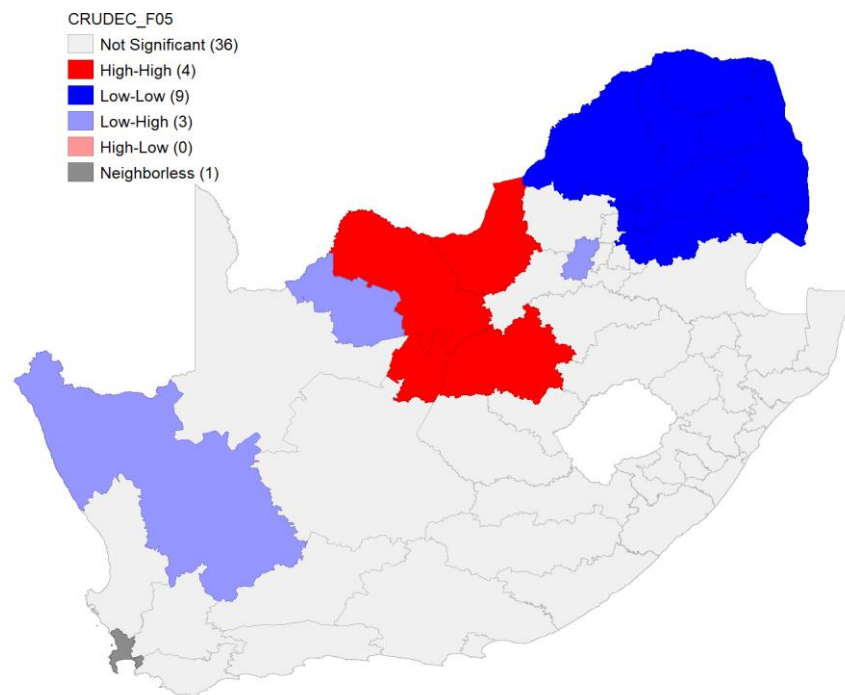 CRUDEC_F05
Not Significant (36)
High-High (4)
Low-Low (9)
Low-High (3)
High-Low (0)
Neighborless (1)